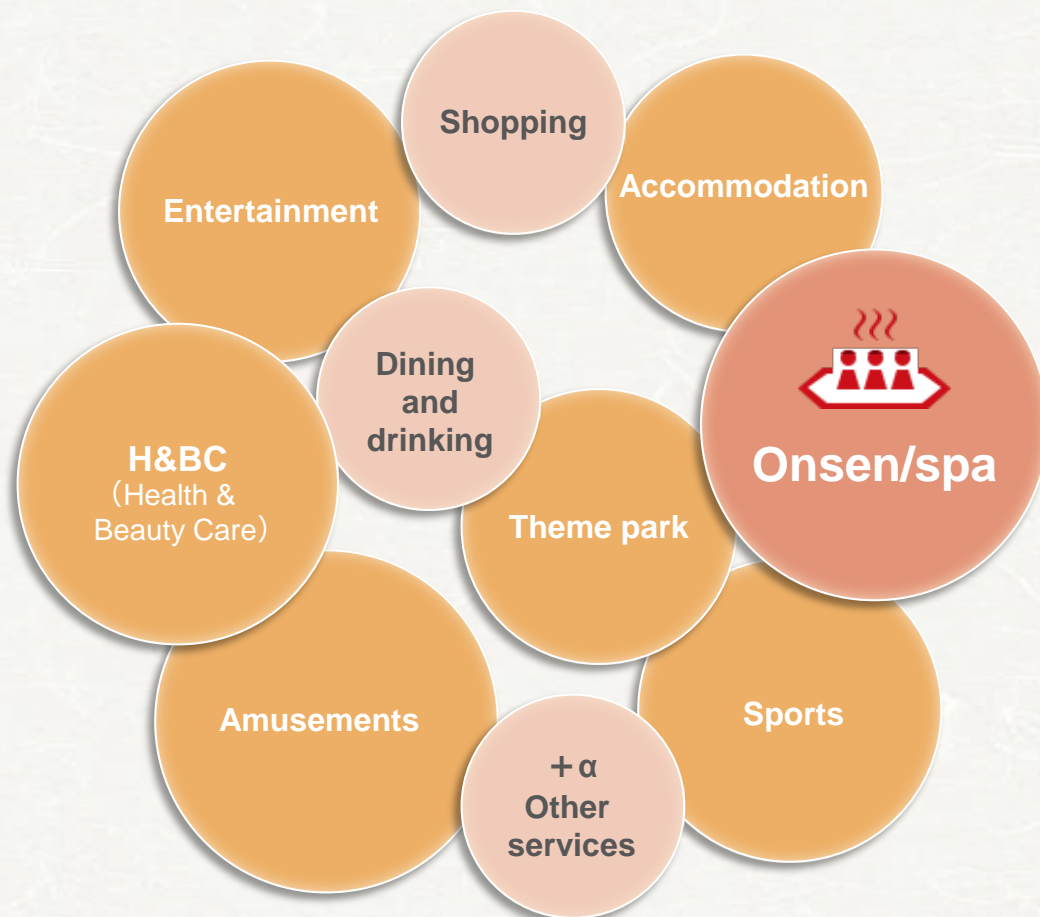 Shopping
Entertainment
Accommodation
Dining
and
drinking
Onsen/spa
H&BC
（Health &
Beauty Care）
Theme park
Amusements
Sports
＋α
Other
services